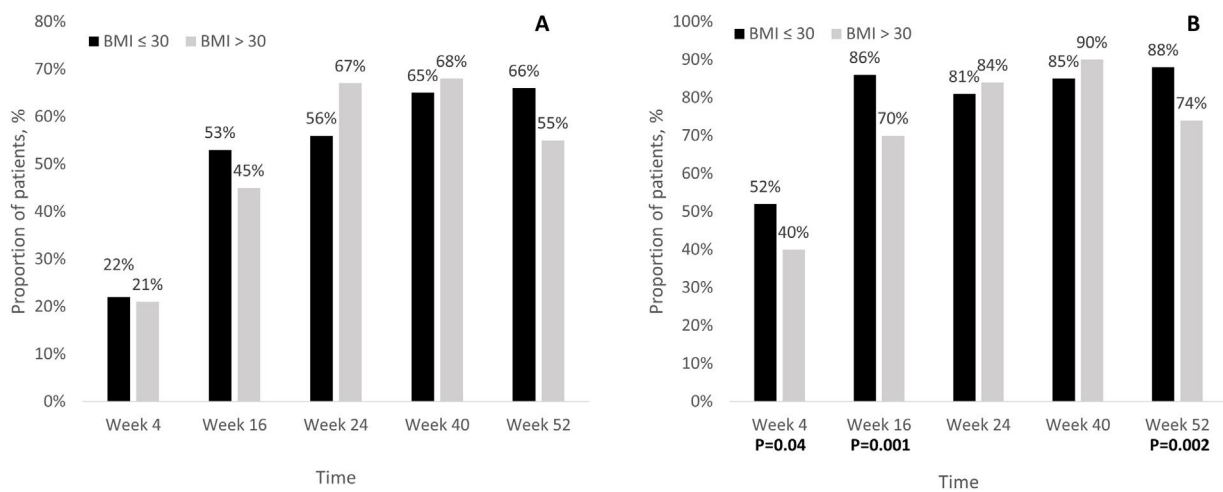 A
BMI ≤ 30 BMI > 30
Proportion of patients, %
80%
70%
60%
50%
40%
30%
20%
10%
0%
22% 21%
53% 45%
56% 67%
65% 68%
66% 55%
Week 4 Week 16 Week 24 Week 40 Week 52
Time
B
BMI ≤ 30 BMI > 30
Proportion of patients, %
100%
90%
80%
70%
60%
50%
40%
30%
20%
10%
0%
52% 40%
86% 70%
81% 84%
85% 90%
88% 74%
Week 4 Week 16 Week 24 Week 40 Week 52
P=0.04 P=0.001 P=0.002
Time